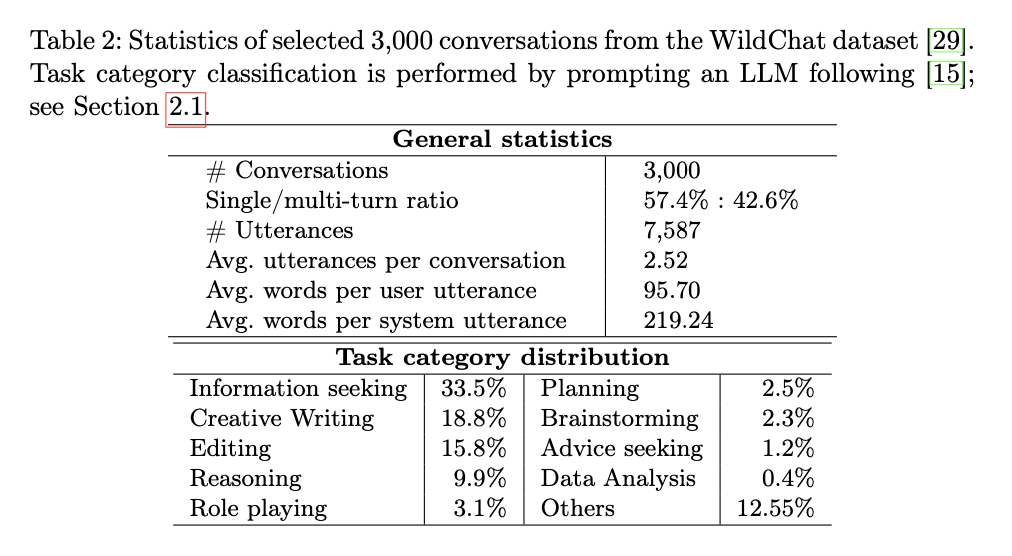 Table 2: Statistics of selected 3,000 conversations from the WildChat dataset [29].
Task category classification is performed by prompting an LLM following [15];
see Section 2.1.
General statistics
# Conversations 3,000
Single/multi-turn ratio 57.4% : 42.6%
# Utterances 7,587
Avg. utterances per conversation 2.52
Avg. words per user utterance 95.70
Avg. words per system utterance 219.24
Task category distribution
Information seeking 33.5% Planning 2.5%
Creative Writing 18.8% Brainstorming 2.3%
Editing 15.8% Advice seeking 1.2%
Reasoning 9.9% Data Analysis 0.4%
Role playing 3.1% Others 12.55%